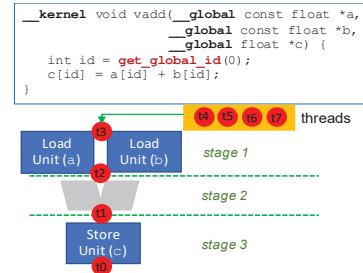 __kernel void vadd(__global const float *a,
__global const float *b,
__global float *c) {
int id = get_global_id(0);
c[id] = a[id] + b[id];
}
t4 t5 t6 t7 threads
t3
Load Unit (a)
Load Unit (b)
stage 1
t2
stage 2
t1
Store
Unit (c)
stage 3
t0